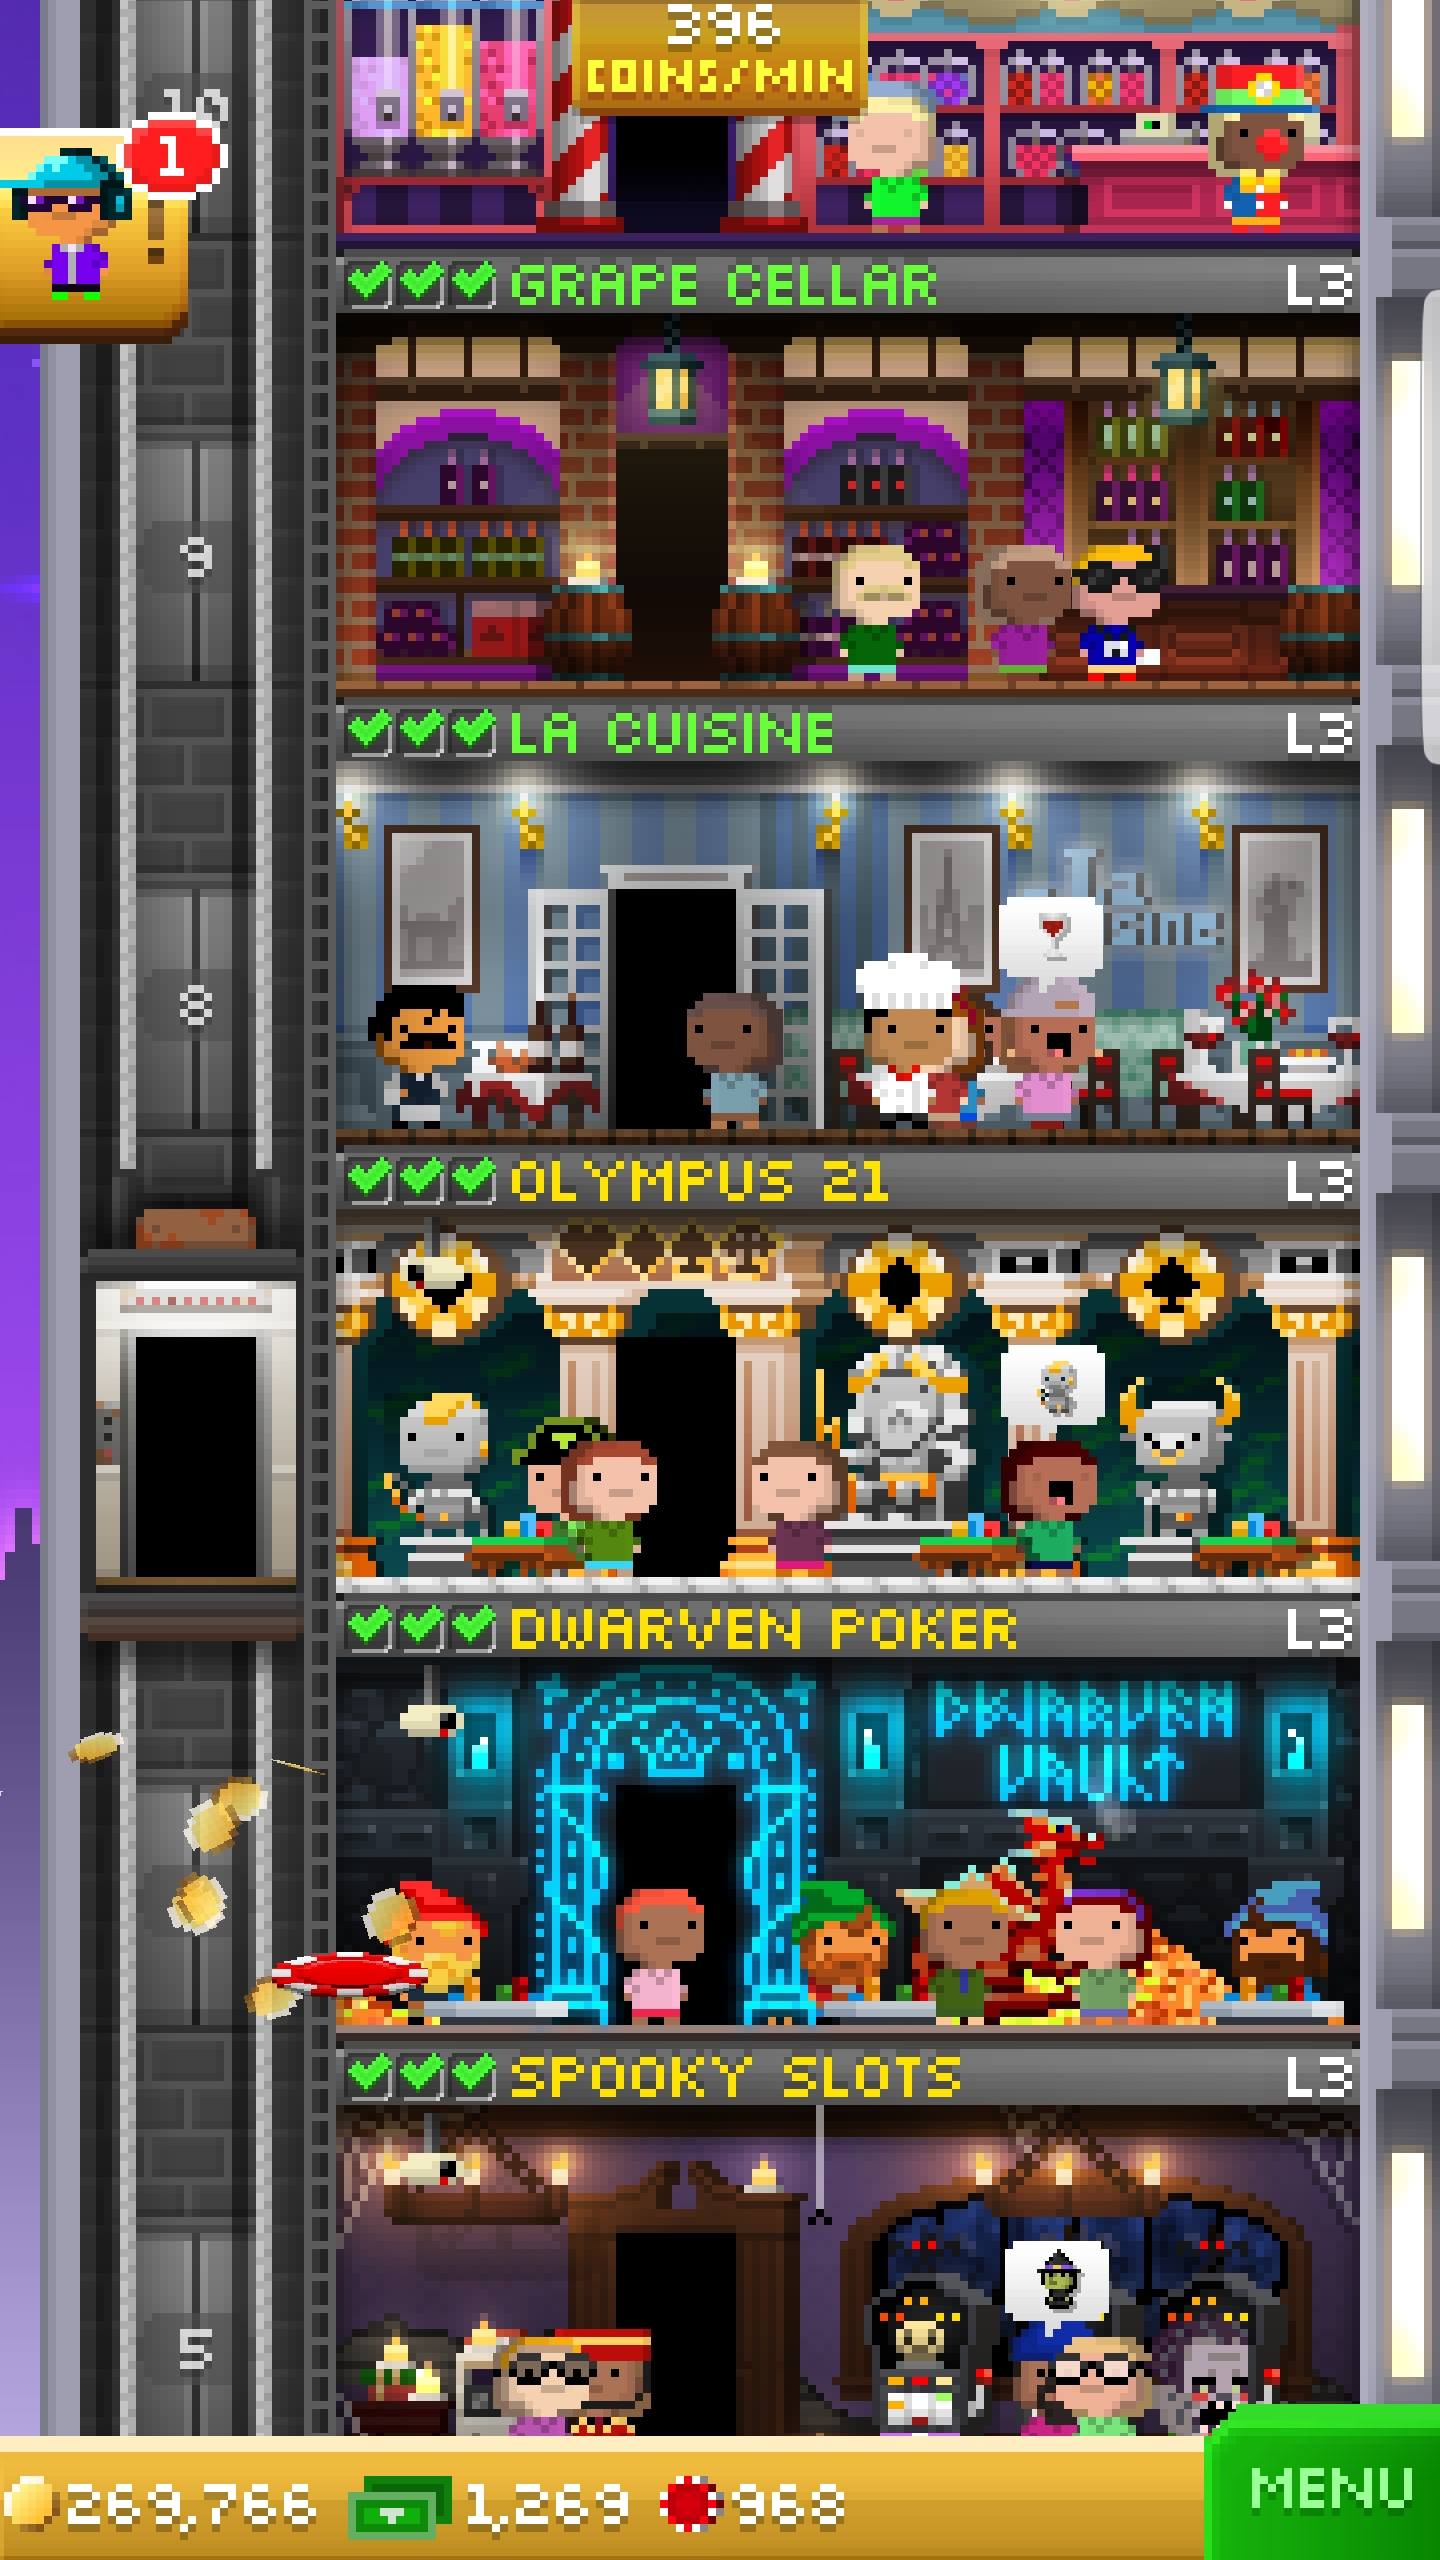 396
COINS/MIN
10
1
!
GRAPE CELLAR L3
9
LA CUISINE L3
8
La
sine
OLYMPUS 21 L3
DWARVEN POKER L3
DWARVEN
VAULT
SPOOKY SLOTS L3
5
269,766 1,269 968
MENU